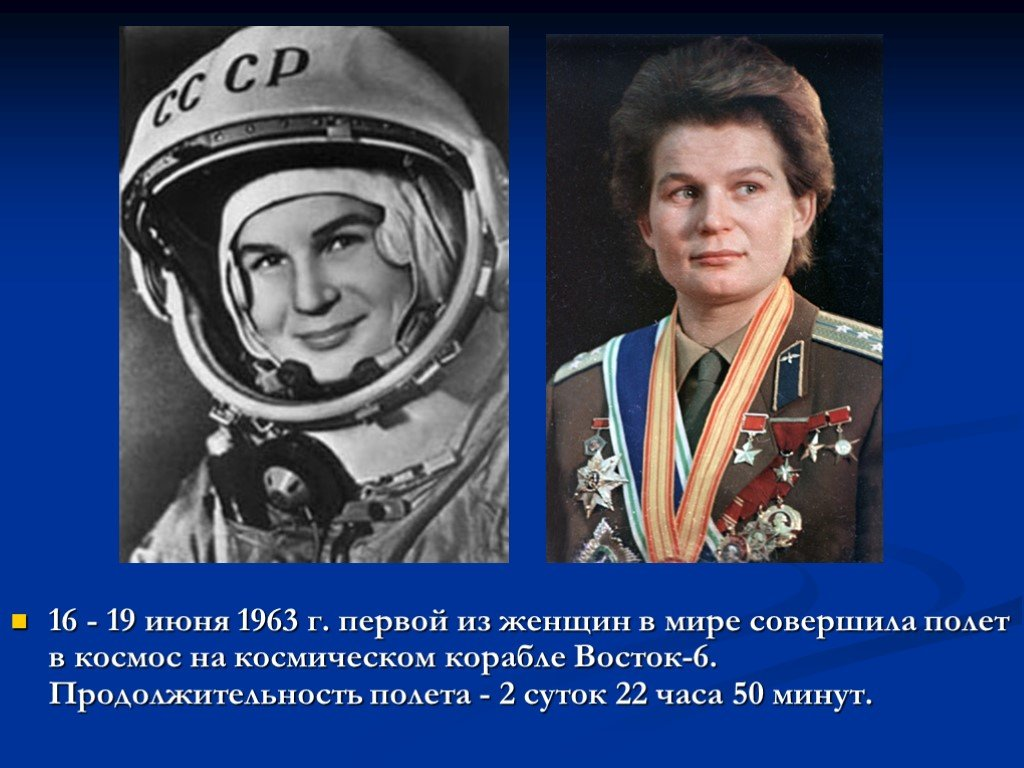 СССР
16 - 19 июня 1963 г. первой из женщин в мире совершила полет
в космос на космическом корабле Восток-6.
Продолжительность полета - 2 суток 22 часа 50 минут.